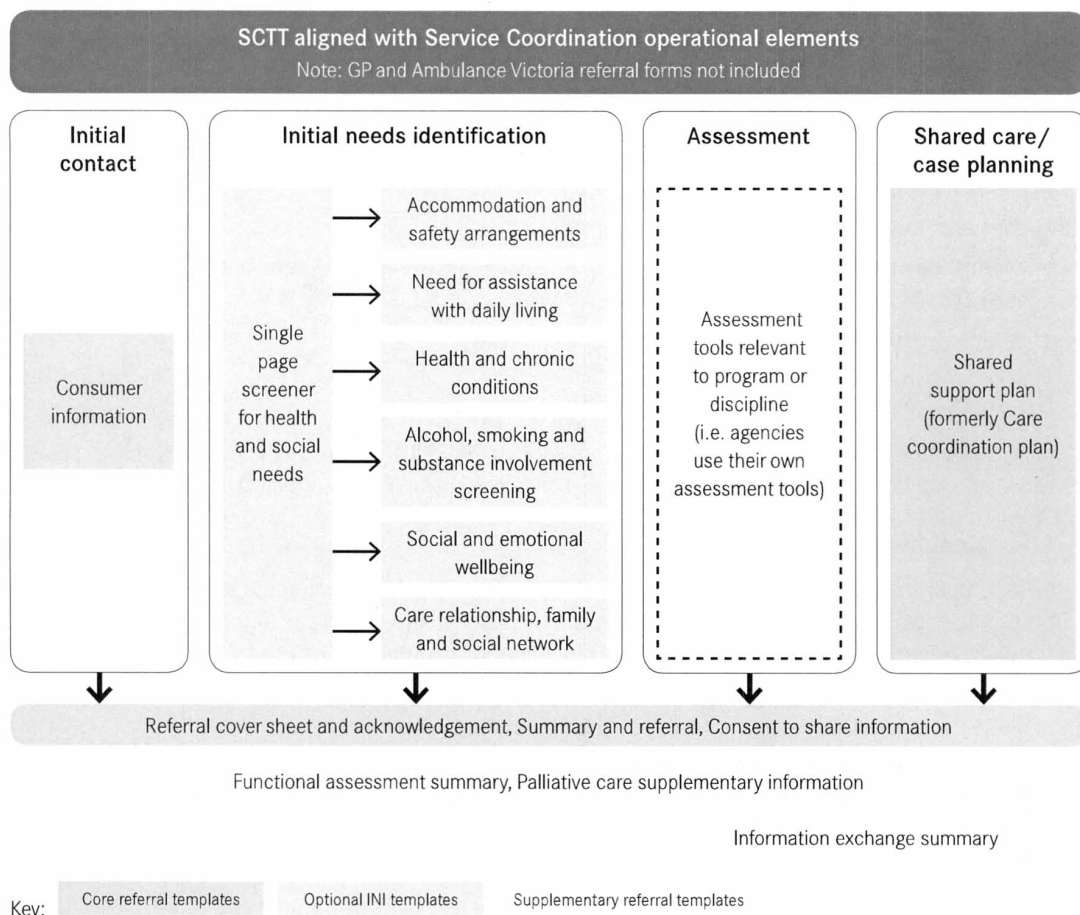 SCTT aligned with Service Coordination operational elements
Note: GP and Ambulance Victoria referral forms not included
Initial
contact
Consumer
information
Initial needs identification
Single
page
screener
for health
and social
needs
Accommodation and
safety arrangements
Need for assistance
with daily living
Health and chronic
conditions
Alcohol, smoking and
substance involvement
screening
Social and emotional
wellbeing
Care relationship, family
and social network
Assessment
Assessment
tools relevant
to program or
discipline
(i.e. agencies
use their own
assessment tools)
Shared care/
case planning
Shared
support plan
(formerly Care
coordination plan)
Referral cover sheet and acknowledgement, Summary and referral, Consent to share information
Functional assessment summary, Palliative care supplementary information
Information exchange summary
Key:
Core referral templates
Optional INI templates
Supplementary referral templates